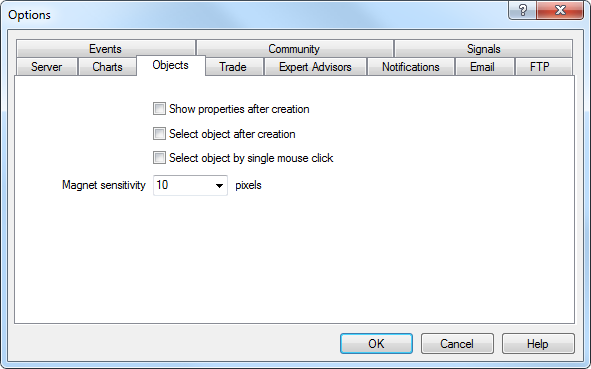 Options
?
Events Community Signals
Server Charts Objects Trade Expert Advisors Notifications Email FTP
Show properties after creation
Select object after creation
Select object by single mouse click
Magnet sensitivity 10 pixels
OK Cancel Help